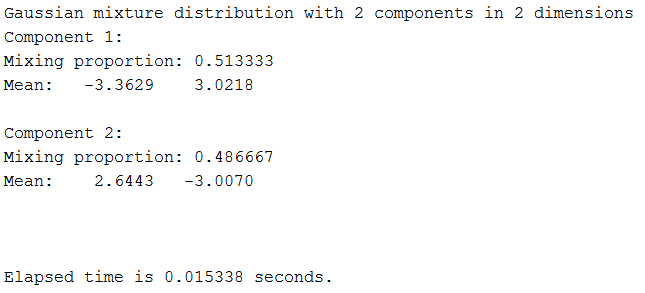 Gaussian mixture distribution with 2 components in 2 dimensions
Component 1:
Mixing proportion: 0.513333
Mean:   -3.3629    3.0218
Component 2:
Mixing proportion: 0.486667
Mean:    2.6443   -3.0070
Elapsed time is 0.015338 seconds.